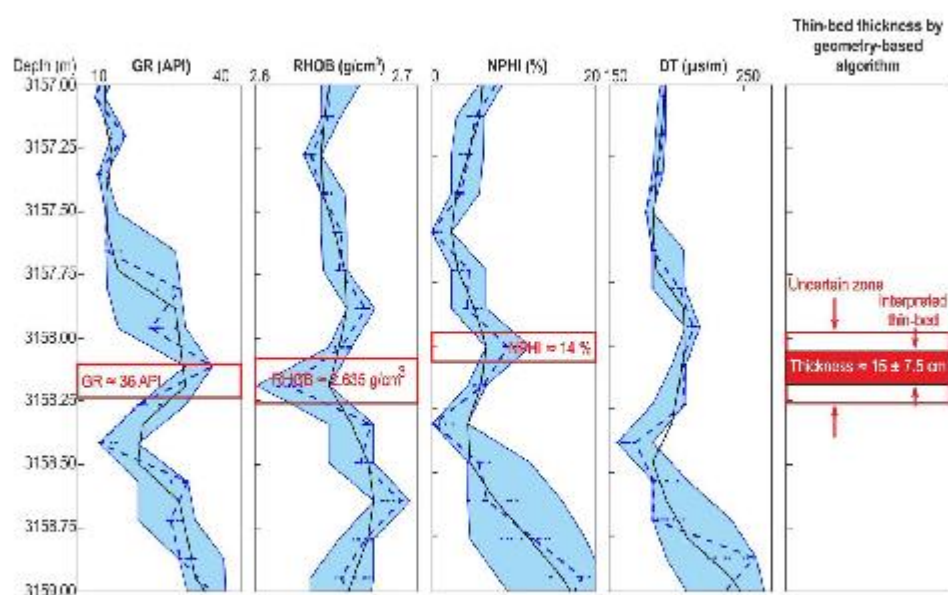 Thin-bed thickness by
geometry-based
algorithm
Depth (m) GR (API) RHOB (g/cm³) NPHI (%) DT (μs/m)
10 40 2.6 2.7 0 20 150 250
3157.00
3157.25
3157.50
3157.75
Uncertain zone
Interpreted
thin-bed
3158.00
NPHI ≈ 14 %
Thickness ≈ 15 ± 7.5 cm
GR ≈ 36 API RHOB ≈ 2.635 g/cm³
3158.25
3158.50
3158.75
3159.00